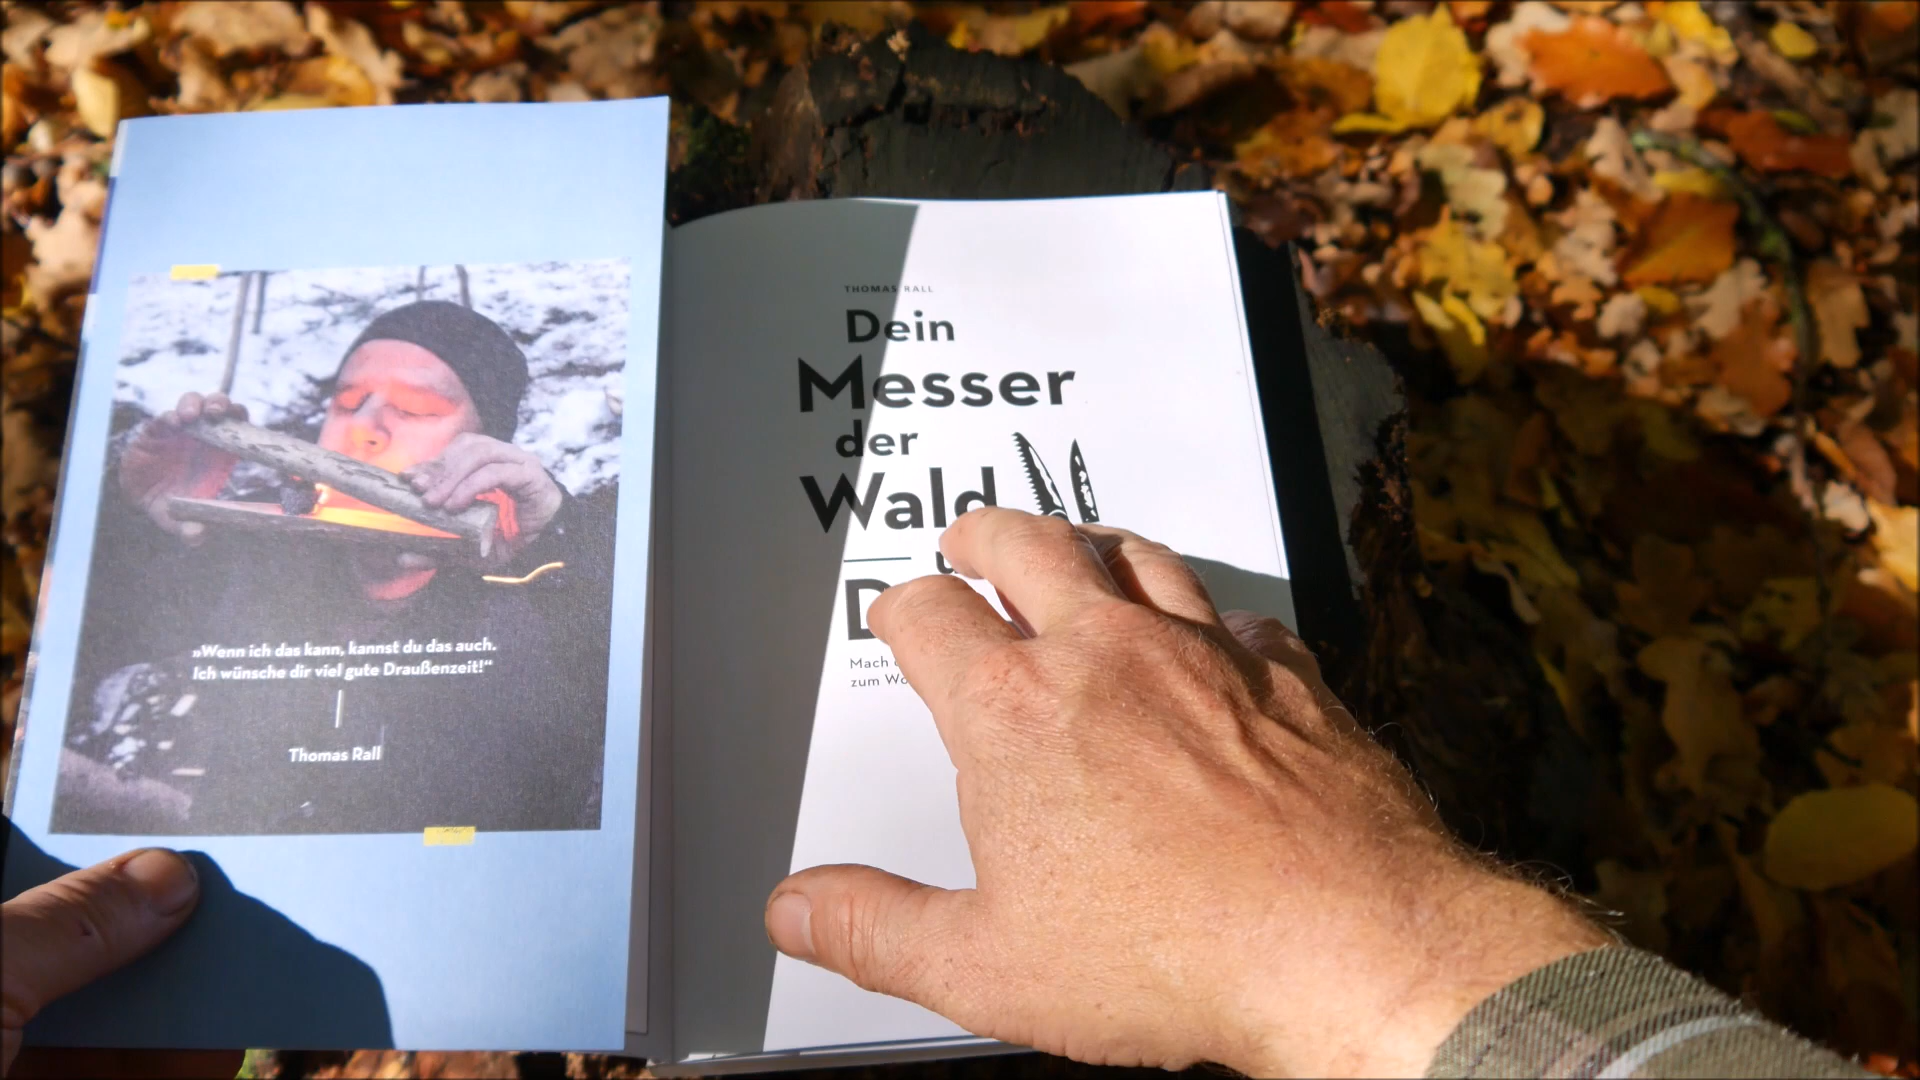 »Wenn ich das kann, kannst du das auch.
Ich wünsche dir viel gute Draußenzeit!“
Thomas Rall
THOMAS RALL
Dein
Messer
der
Wald
Mach
zum